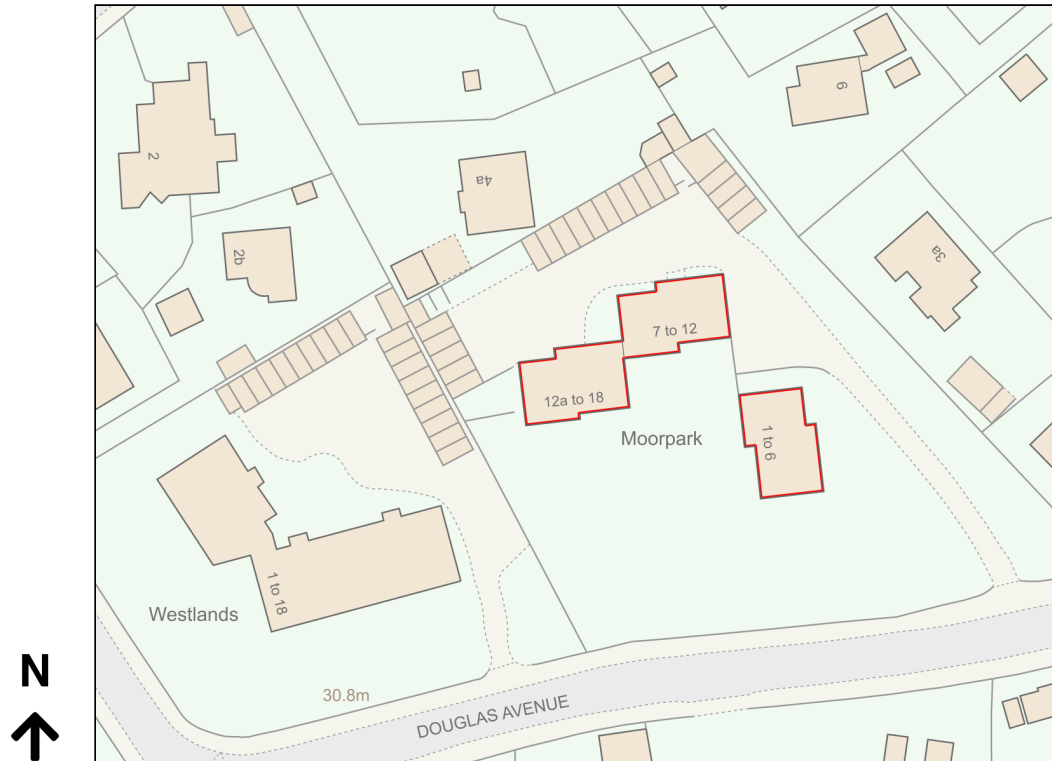 2
4a
6
2b
3a
7 to 12
12a to 18
Moorpark
1 to 6
1 to 18
Westlands
N
30.8m
DOUGLAS AVENUE